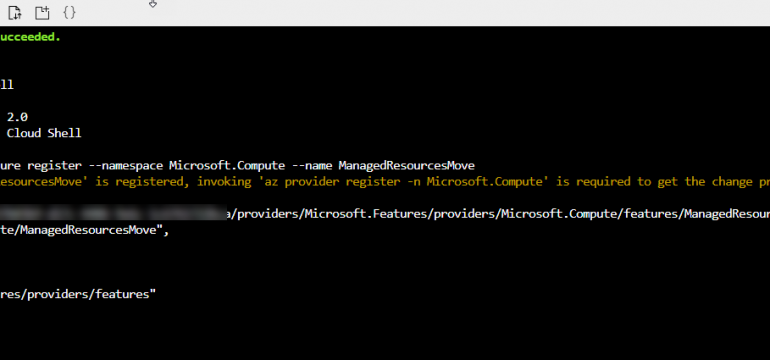 {}
ucceeded.
ll
2.0
Cloud Shell
ure register --namespace Microsoft.Compute --name ManagedResourcesMove
esourcesMove' is registered, invoking 'az provider register -n Microsoft.Compute' is required to get the change pr
a/providers/Microsoft.Features/providers/Microsoft.Compute/features/ManagedResour
te/ManagedResourcesMove",
res/providers/features"